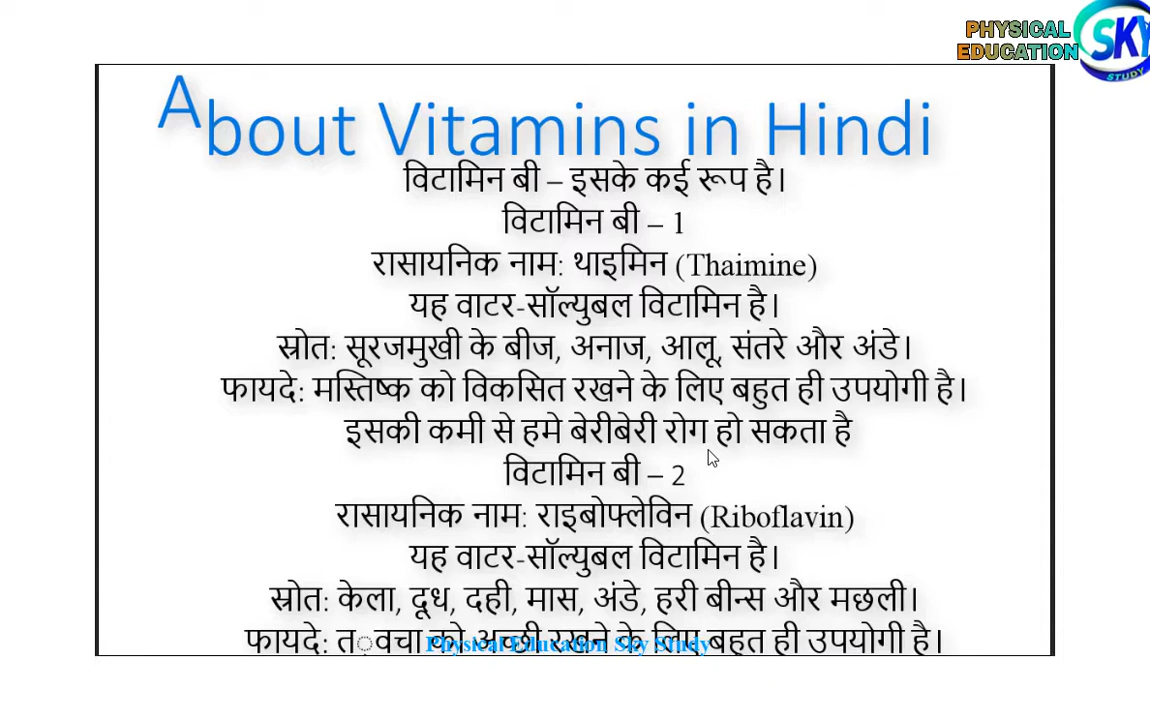 PHYSICAL
EDUCATION
SKY
STUDY
About Vitamins in Hindi
विटामिन बी – इसके कई रूप है।
विटामिन बी – 1
रासायनिक नाम: थाइमिन (Thaimine)
यह वाटर-सॉल्युबल विटामिन है।
स्रोत: सूरजमुखी के बीज, अनाज, आलू, संतरे और अंडे।
फायदे: मस्तिष्क को विकसित रखने के लिए बहुत ही उपयोगी है।
इसकी कमी से हमे बेरीबेरी रोग हो सकता है
विटामिन बी – 2
रासायनिक नाम: राइबोफ्लेविन (Riboflavin)
यह वाटर-सॉल्युबल विटामिन है।
स्रोत: केला, दूध, दही, मास, अंडे, हरी बीन्स और मछली।
फायदे: त़वचा को अच्छी रखने के लिए बहुत ही उपयोगी है।
Physical Education Sky Study